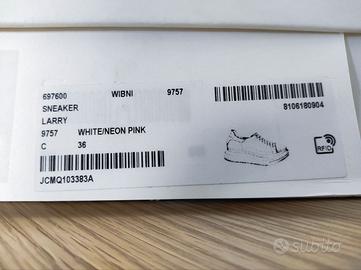 697600 WIBNI 9757
SNEAKER
8106180904
LARRY
9757 WHITE/NEON PINK
C 36
RFID
JCMQ103383A
subito